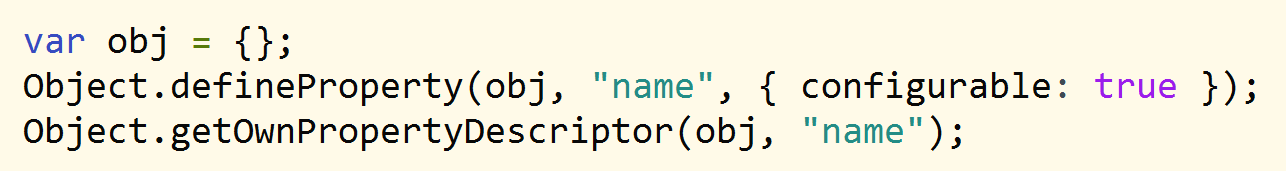 var obj = {};
Object.defineProperty(obj, "name", { configurable: true });
Object.getOwnPropertyDescriptor(obj, "name");